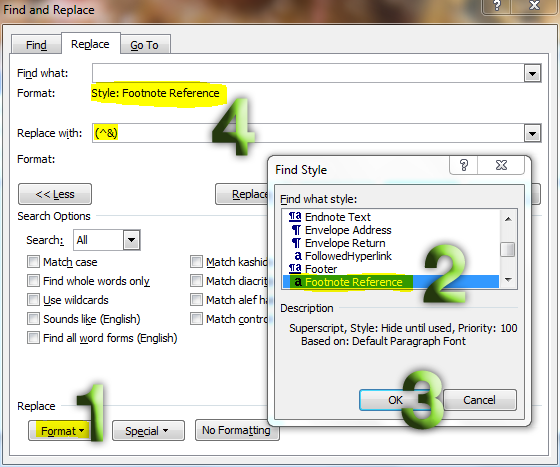 Find and Replace
Find Replace Go To
Find what:
Format: Style: Footnote Reference
4
Replace with: (^&)
Format:
<< Less Replace
Find Style
Find what style:
Endnote Text
Envelope Address
Envelope Return
FollowedHyperlink
Footer
a Footnote Reference
2
Description
Superscript, Style: Hide until used, Priority: 100
Based on: Default Paragraph Font
OK Cancel
3
Search Options
Search: All
Match case
Find whole words only
Use wildcards
Sounds like (English)
Find all word forms (English)
Match kashid
Match diacrit
Match alef ha
Match contro
Replace
1
Format Special No Formatting